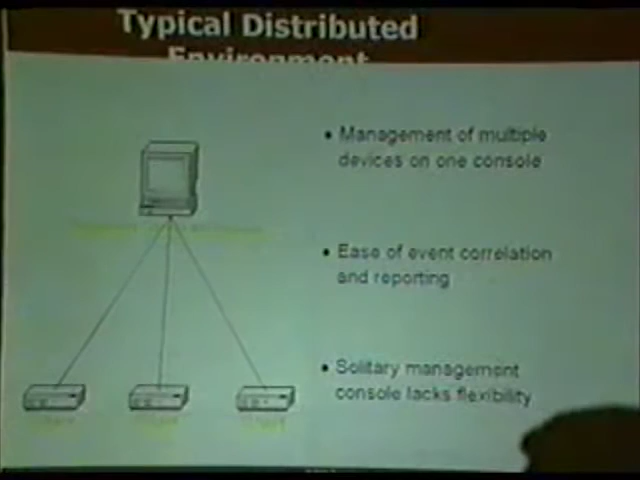 Typical Distributed
Environment
• Management of multiple
devices on one console
• Ease of event correlation
and reporting
• Solitary management
console lacks flexibility